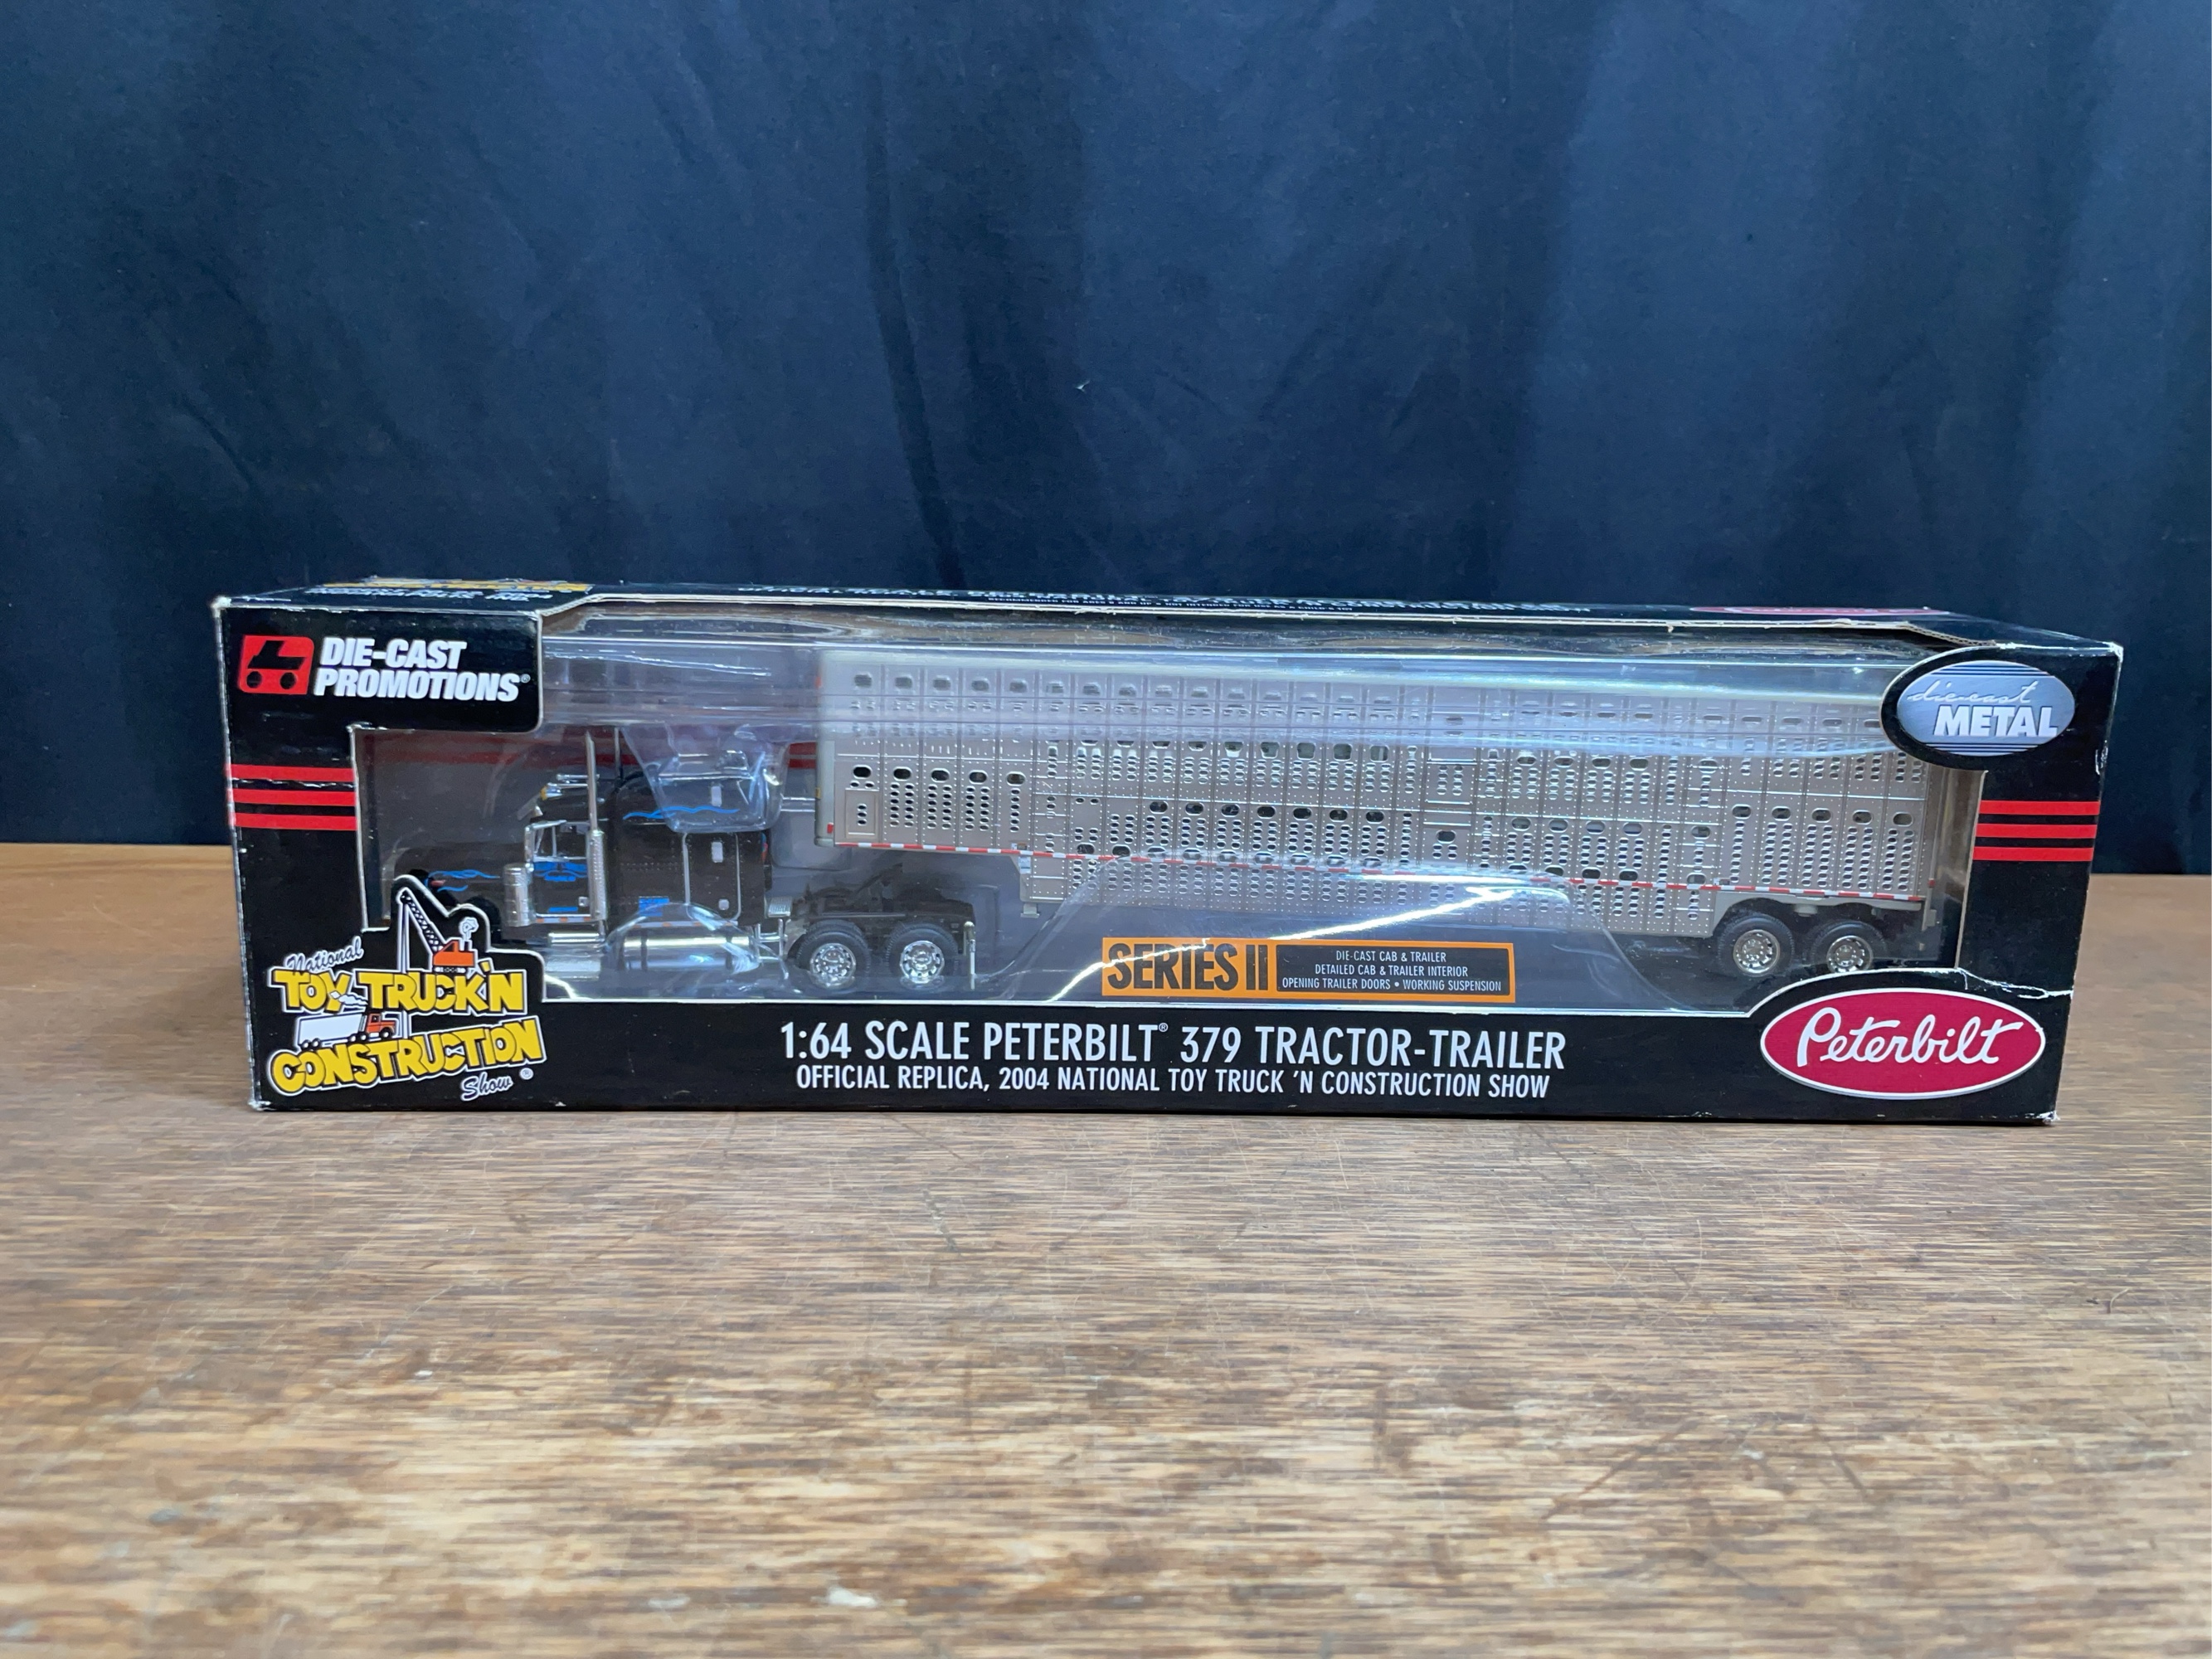 DIE-CAST
PROMOTIONS®
die-cast
METAL
National
TOY TRUCK'N
CONSTRUCTION
Show ®
SERIES II
DIE-CAST CAB & TRAILER
DETAILED CAB & TRAILER INTERIOR
OPENING TRAILER DOORS • WORKING SUSPENSION
1:64 SCALE PETERBILT® 379 TRACTOR-TRAILER
OFFICIAL REPLICA, 2004 NATIONAL TOY TRUCK 'N CONSTRUCTION SHOW
Peterbilt